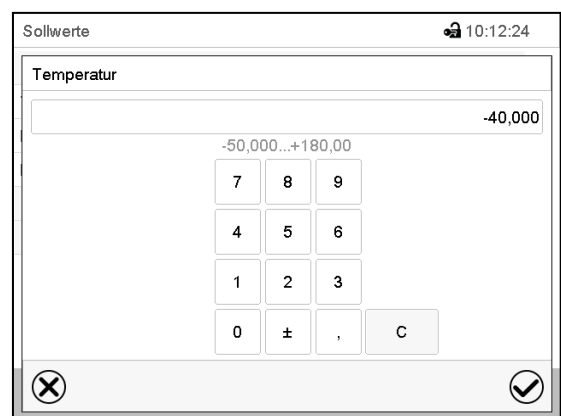 Sollwerte 10:12:24
Temperatur
-40,000
-50,000...+180,00
7 8 9
4 5 6
1 2 3
0 ± , C